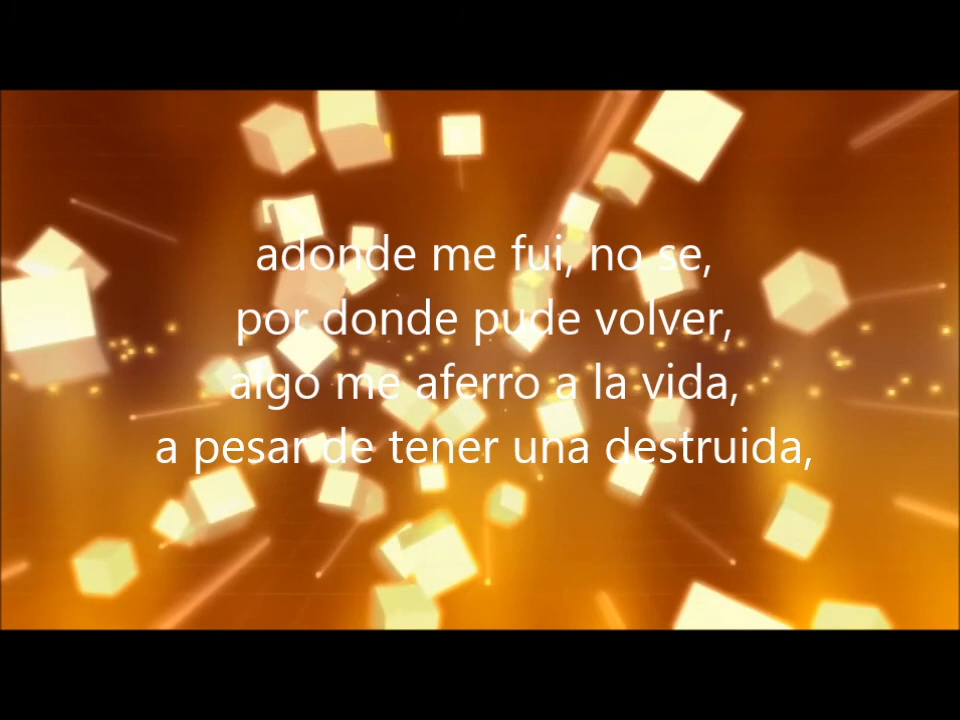 adonde me fui, no se,
por donde pude volver,
algo me aferro a la vida,
a pesar de tener una destruida,